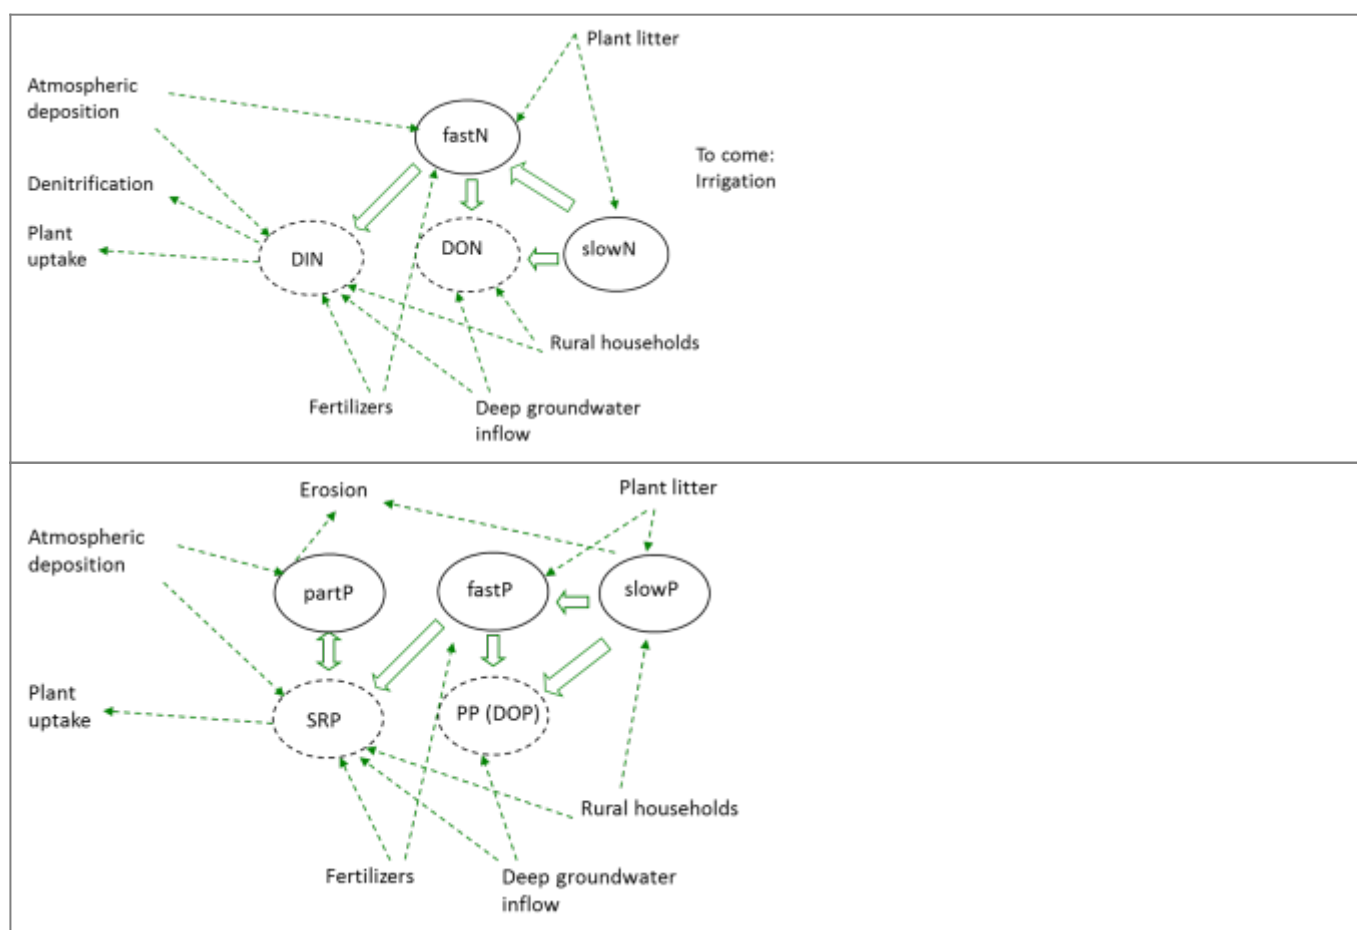 Plant litter
Atmospheric
deposition
fastN
To come:
Irrigation
Denitrification
Plant
uptake
DIN
DON
slowN
Rural households
Fertilizers
Deep groundwater
inflow
Erosion
Plant litter
Atmospheric
deposition
partP
fastP
slowP
Plant
uptake
SRP
PP (DOP)
Rural households
Fertilizers
Deep groundwater
inflow